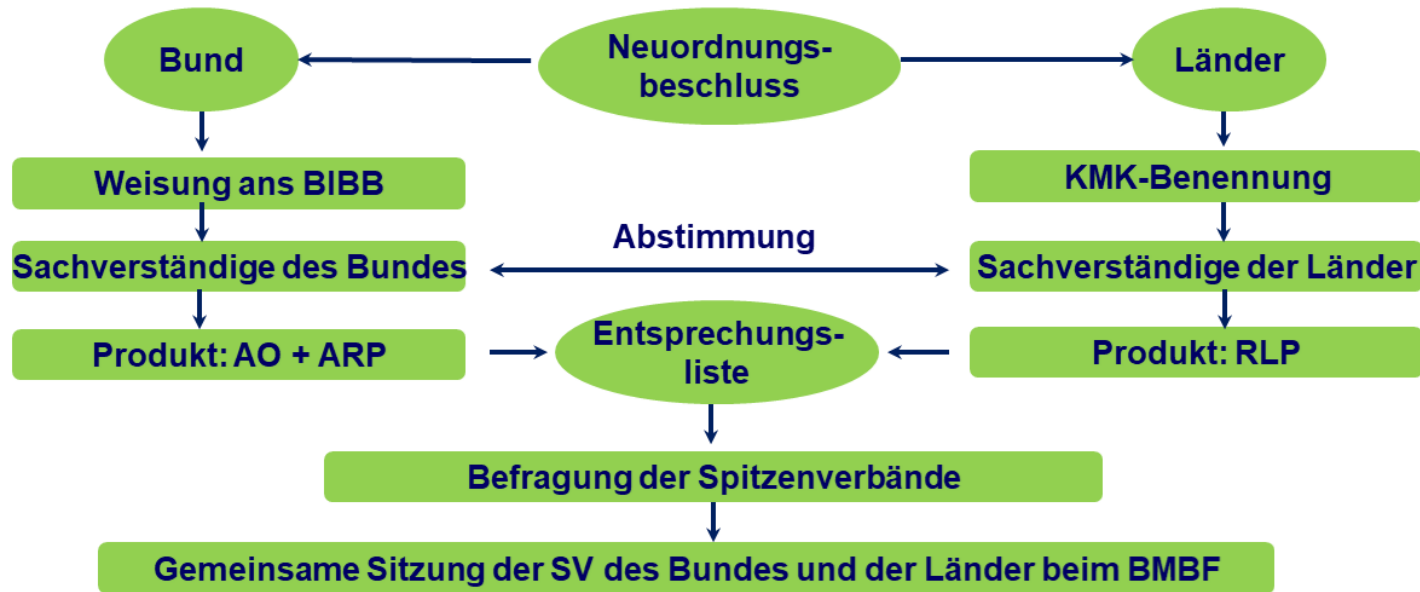 Bund
Neuordnungs-
beschluss
Länder
Weisung ans BIBB
KMK-Benennung
Abstimmung
Sachverständige des Bundes
Sachverständige der Länder
Produkt: AO + ARP
Entsprechungs-
liste
Produkt: RLP
Befragung der Spitzenverbände
Gemeinsame Sitzung der SV des Bundes und der Länder beim BMBF